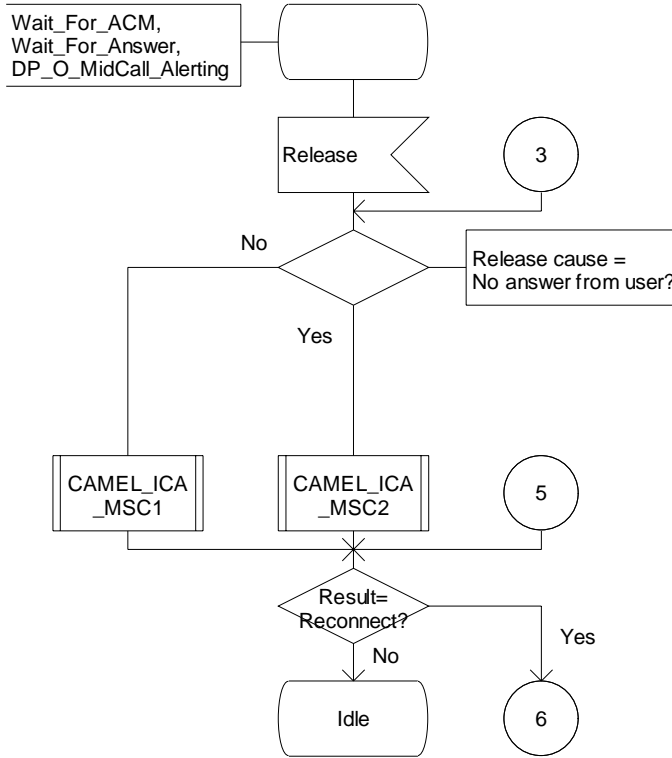 Wait_For_ACM,
Wait_For_Answer,
DP_O_MidCall_Alerting
Release
3
No
Release cause =
No answer from user?
Yes
CAMEL_ICA
_MSC1
CAMEL_ICA
_MSC2
5
Result=
Reconnect?
Yes
No
Idle
6